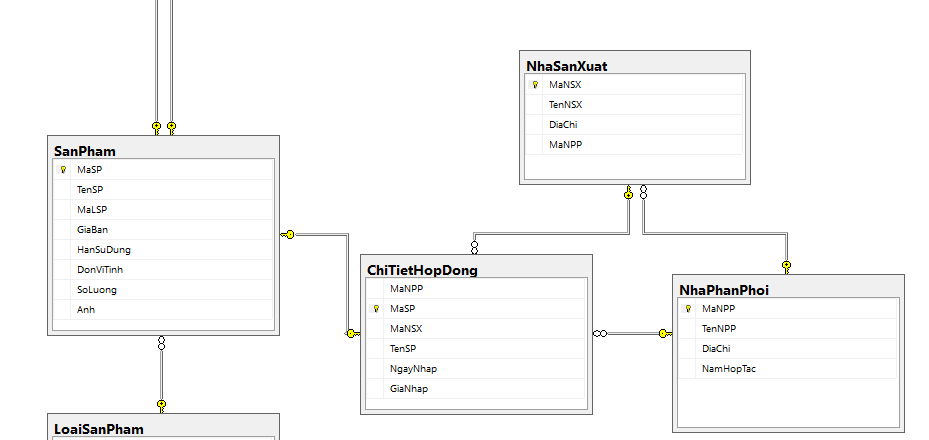 NhaSanXuat
MaNSX
TenNSX
DiaChi
MaNPP
SanPham
MaSP
TenSP
MaLSP
GiaBan
HanSuDung
DonViTinh
SoLuong
Anh
ChiTietHopDong
MaNPP
MaSP
MaNSX
TenSP
NgayNhap
GiaNhap
NhaPhanPhoi
MaNPP
TenNPP
DiaChi
NamHopTac
LoaiSanPham